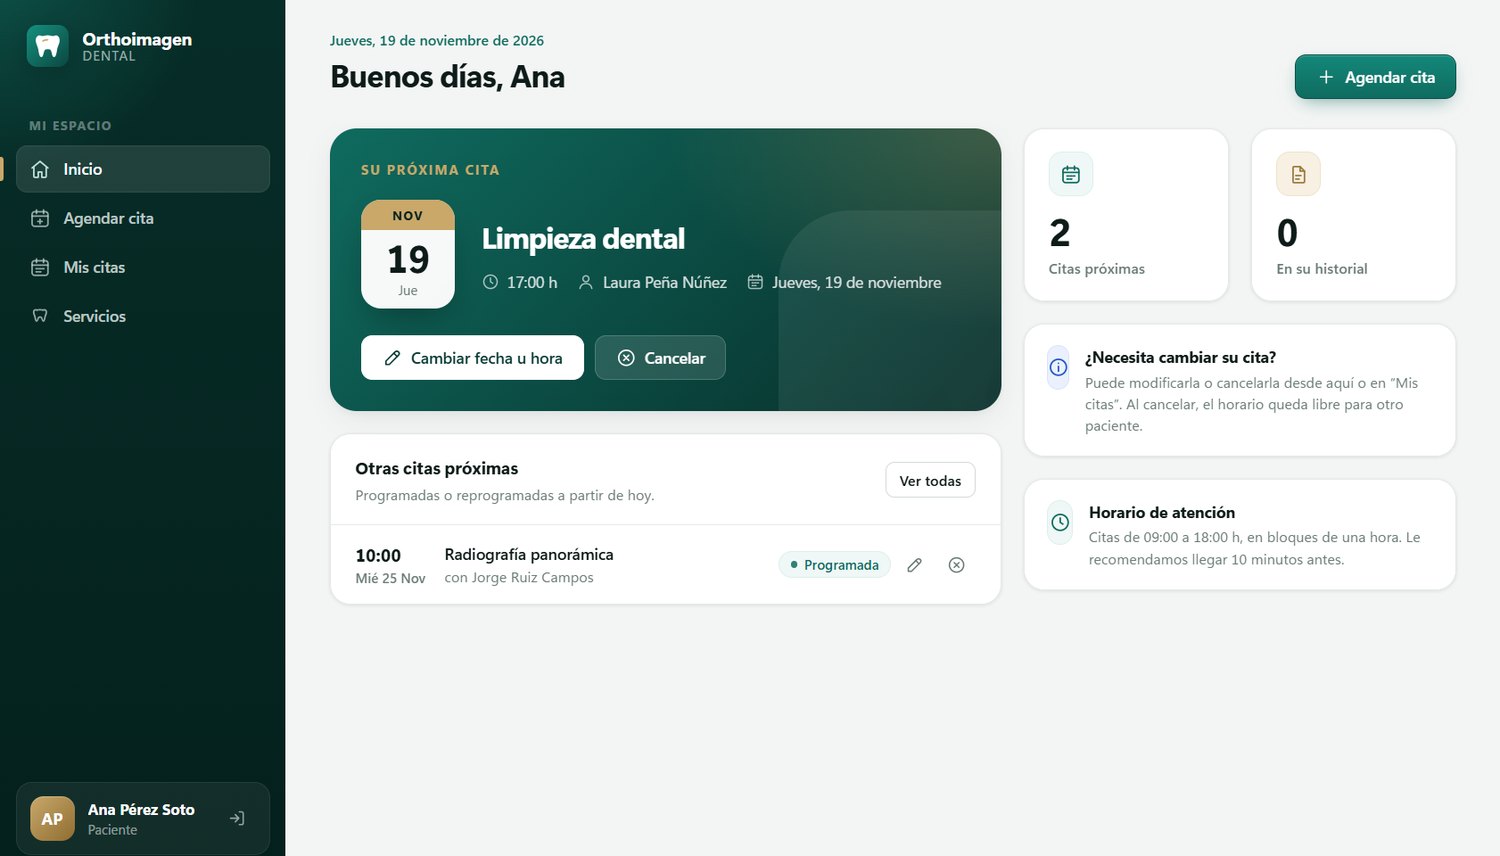 Orthoimagen
DENTAL
MI ESPACIO
Inicio
Agendar cita
Mis citas
Servicios
AP
Ana Pérez Soto
Paciente
Jueves, 19 de noviembre de 2026
Buenos días, Ana
Agendar cita
SU PRÓXIMA CITA
NOV
19
Jue
Limpieza dental
17:00 h
Laura Peña Núñez
Jueves, 19 de noviembre
Cambiar fecha u hora
Cancelar
Otras citas próximas
Programadas o reprogramadas a partir de hoy.
Ver todas
10:00
Mié 25 Nov
Radiografía panorámica
con Jorge Ruiz Campos
Programada
2
Citas próximas
0
En su historial
¿Necesita cambiar su cita?
Puede modificarla o cancelarla desde aquí o en “Mis
citas”. Al cancelar, el horario queda libre para otro
paciente.
Horario de atención
Citas de 09:00 a 18:00 h, en bloques de una hora. Le
recomendamos llegar 10 minutos antes.